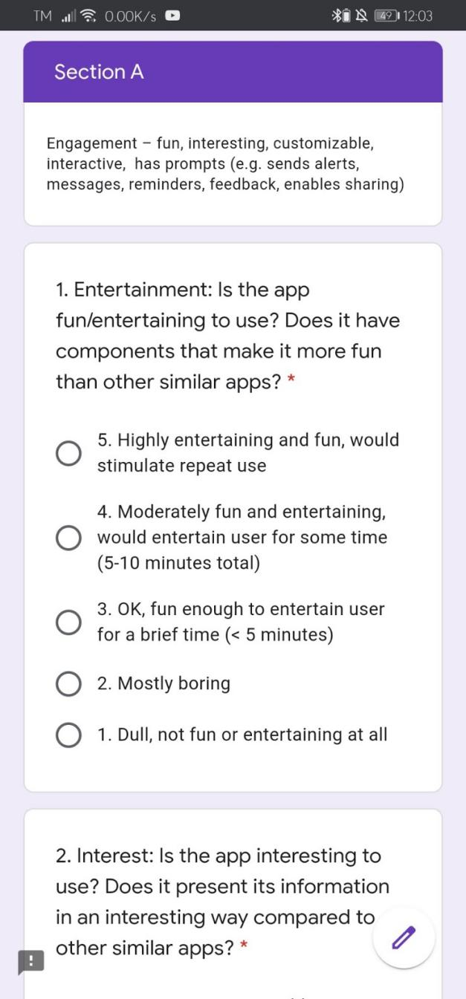 TM 0.00K/s 49 12:03
Section A
Engagement – fun, interesting, customizable,
interactive,  has prompts (e.g. sends alerts,
messages, reminders, feedback, enables sharing)
1. Entertainment: Is the app
fun/entertaining to use? Does it have
components that make it more fun
than other similar apps? *
5. Highly entertaining and fun, would
stimulate repeat use
4. Moderately fun and entertaining,
would entertain user for some time
(5-10 minutes total)
3. OK, fun enough to entertain user
for a brief time (< 5 minutes)
2. Mostly boring
1. Dull, not fun or entertaining at all
2. Interest: Is the app interesting to
use? Does it present its information
in an interesting way compared to
other similar apps? *